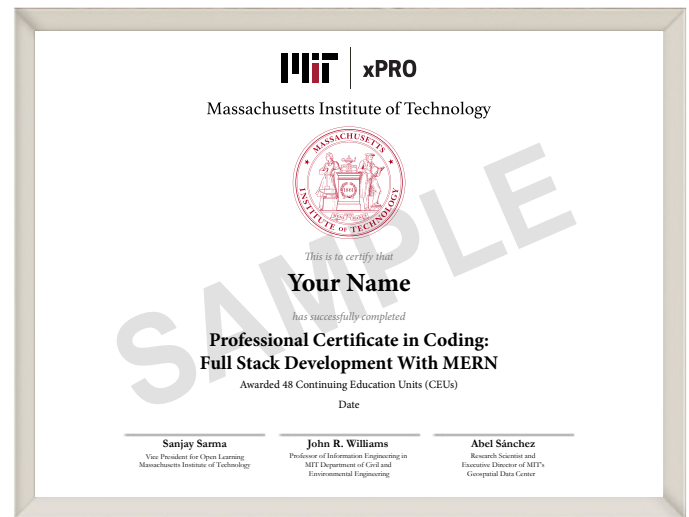 MIT xPRO
Massachusetts Institute of Technology
MASSACHUSETTS
INSTITUTE OF TECHNOLOGY
1861
This is to certify that
Your Name
has successfully completed
Professional Certificate in Coding:
Full Stack Development With MERN
Awarded 48 Continuing Education Units (CEUs)
Date
SAMPLE
Sanjay Sarma
Vice President for Open Learning
Massachusetts Institute of Technology
John R. Williams
Professor of Information Engineering in
MIT Department of Civil and
Environmental Engineering
Abel Sánchez
Research Scientist and
Executive Director of MIT's
Geospatial Data Center